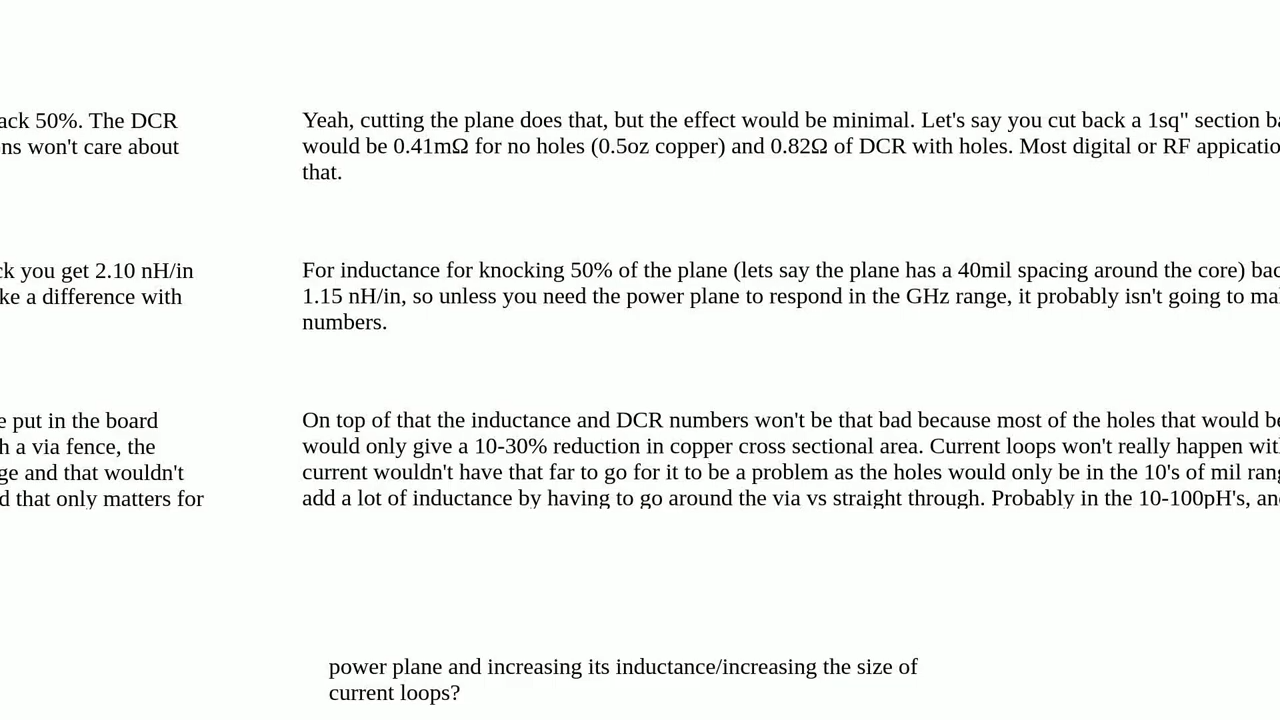 ack 50%. The DCR
ns won't care about
Yeah, cutting the plane does that, but the effect would be minimal. Let's say you cut back a 1sq" section ba
would be 0.41mΩ for no holes (0.5oz copper) and 0.82Ω of DCR with holes. Most digital or RF appicatio
that.
ck you get 2.10 nH/in
ke a difference with
For inductance for knocking 50% of the plane (lets say the plane has a 40mil spacing around the core) bac
1.15 nH/in, so unless you need the power plane to respond in the GHz range, it probably isn't going to ma
numbers.
e put in the board
h a via fence, the
ge and that wouldn't
d that only matters for
On top of that the inductance and DCR numbers won't be that bad because most of the holes that would be
would only give a 10-30% reduction in copper cross sectional area. Current loops won't really happen wit
current wouldn't have that far to go for it to be a problem as the holes would only be in the 10's of mil rang
add a lot of inductance by having to go around the via vs straight through. Probably in the 10-100pH's, an
power plane and increasing its inductance/increasing the size of
current loops?